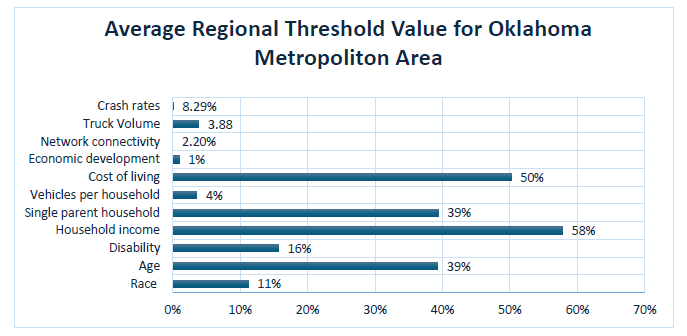 Average Regional Threshold Value for Oklahoma
Metropoliton Area
Crash rates 8.29%
Truck Volume 3.88
Network connectivity 2.20%
Economic development 1%
Cost of living 50%
Vehicles per household 4%
Single parent household 39%
Household income 58%
Disability 16%
Age 39%
Race 11%
0% 10% 20% 30% 40% 50% 60% 70%